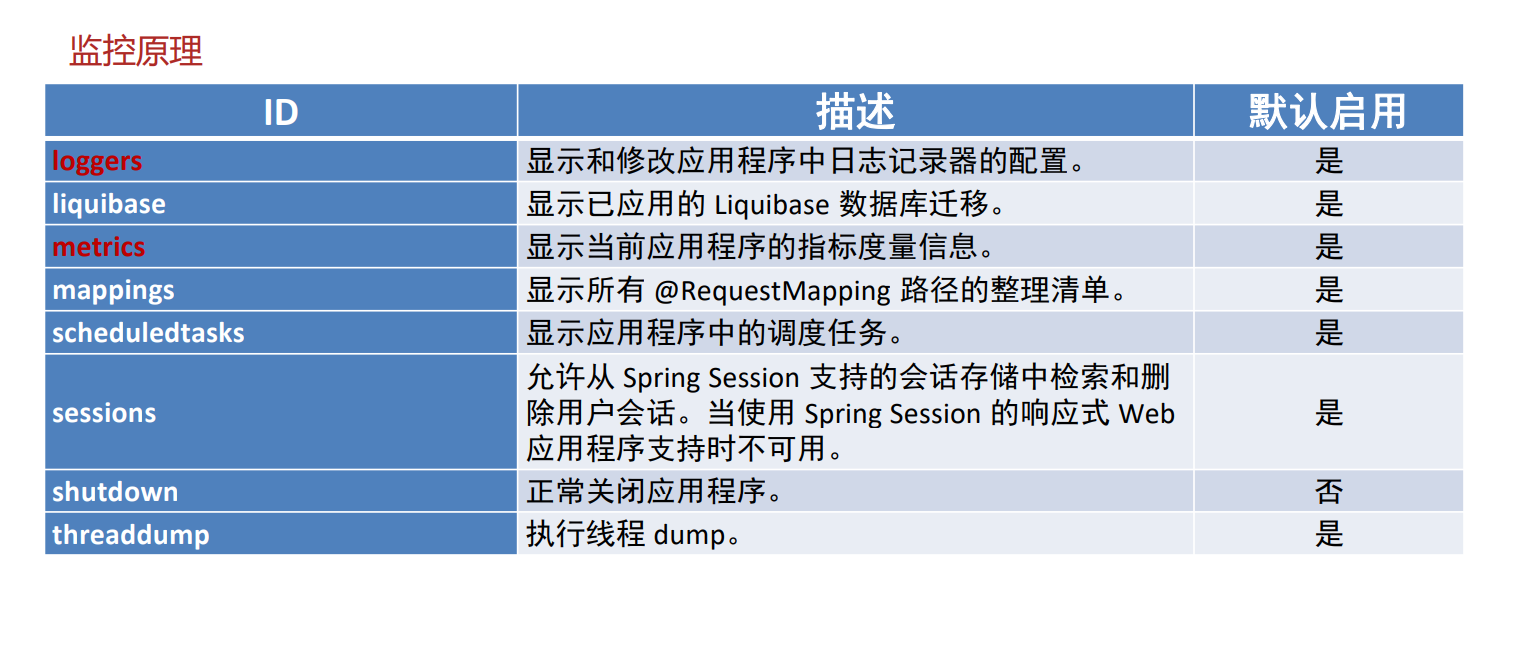 监控原理
ID 描述 默认启用
loggers 显示和修改应用程序中日志记录器的配置。 是
liquibase 显示已应用的 Liquibase 数据库迁移。 是
metrics 显示当前应用程序的指标度量信息。 是
mappings 显示所有 @RequestMapping 路径的整理清单。 是
scheduledtasks 显示应用程序中的调度任务。 是
sessions 允许从 Spring Session 支持的会话存储中检索和删
除用户会话。当使用 Spring Session 的响应式 Web 是
应用程序支持时不可用。
shutdown 正常关闭应用程序。 否
threaddump 执行线程 dump。 是